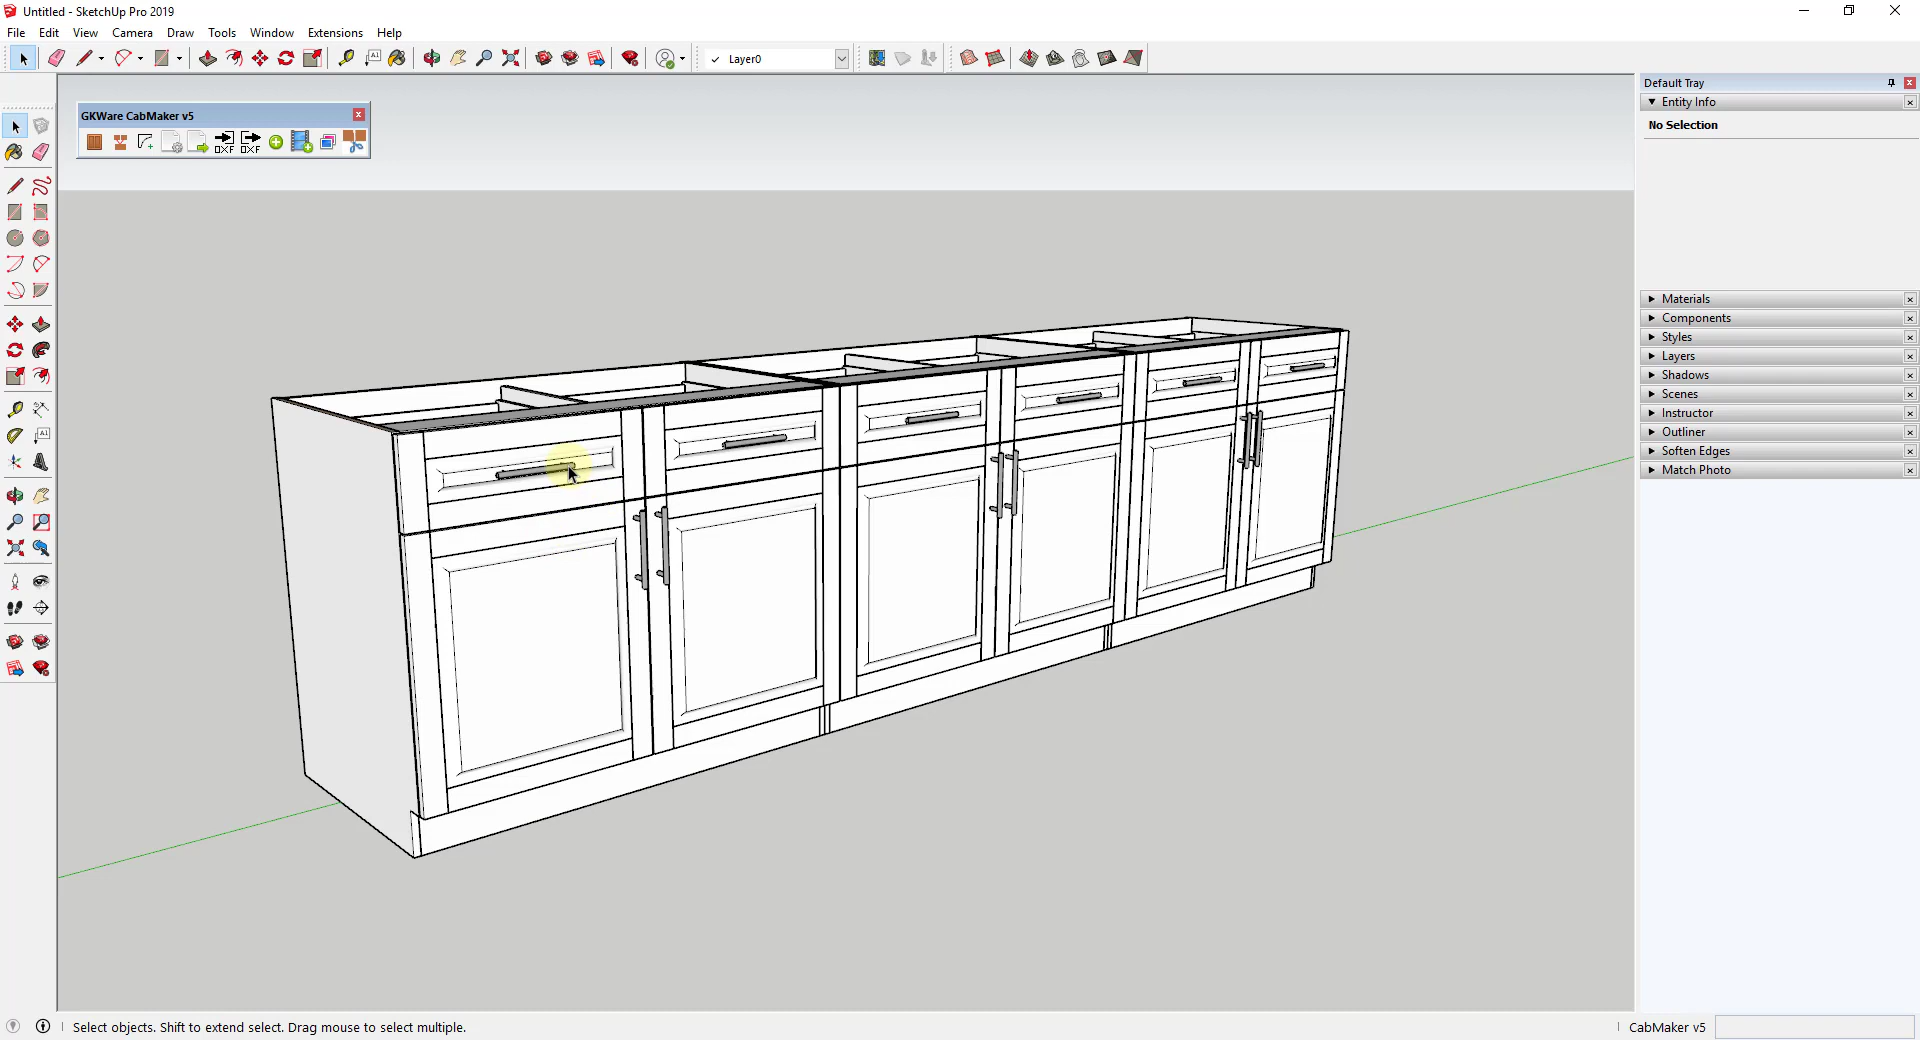 Untitled - SketchUp Pro 2019
File Edit View Camera Draw Tools Window Extensions Help
A1
Layer0
Default Tray
Entity Info
No Selection
GKWare CabMaker v5
DXF DXF
A1
Materials
Components
Styles
Layers
Shadows
Scenes
Instructor
Outliner
Soften Edges
Match Photo
Select objects. Shift to extend select. Drag mouse to select multiple.
CabMaker v5